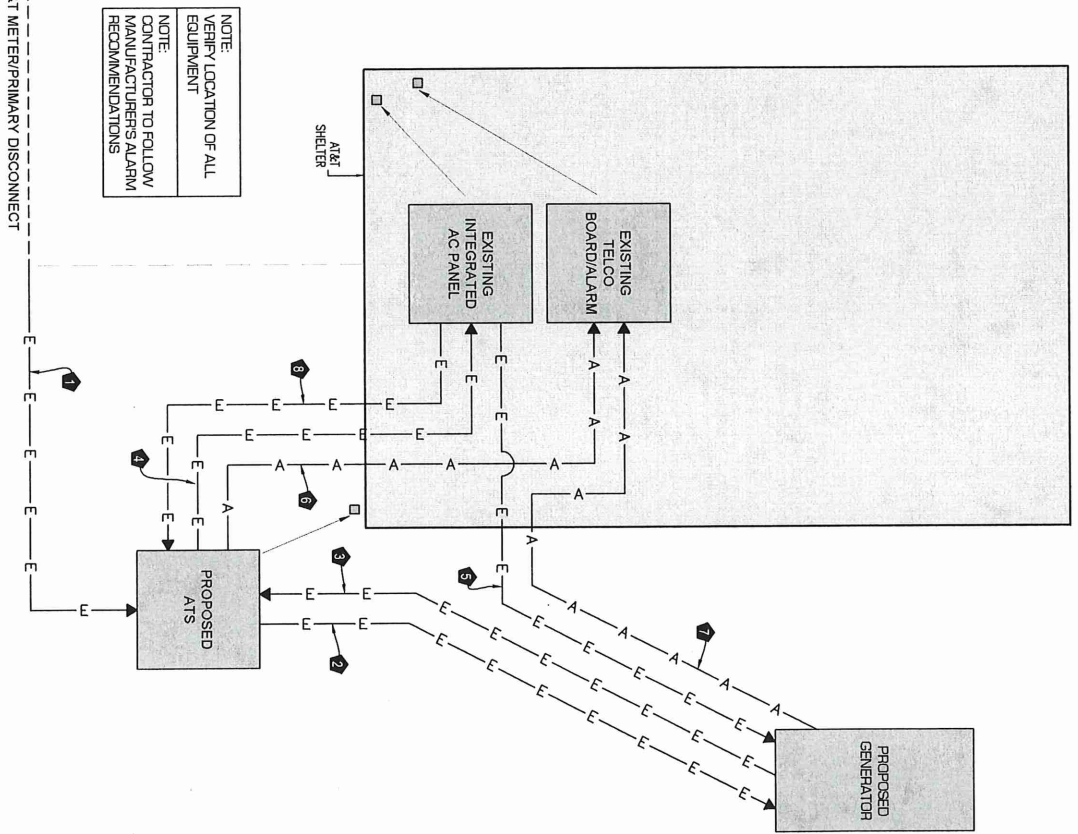 NOTE:
VERIFY LOCATION OF ALL
EQUIPMENT
NOTE:
CONTRACTOR TO FOLLOW
MANUFACTURER'S ALARM
RECOMMENDATIONS
AT&T
SHELTER
EXISTING
TELCO
BOARD/ALARM
EXISTING
INTEGRATED
AC PANEL
PROPOSED
ATS
PROPOSED
GENERATOR
AT METER/PRIMARY DISCONNECT
E E E E E E
1
E E E E E E
8
E E E E E E
4
A A A A A A A
6
A A A A A A A A A
7
E E E E E E E E
5
E E E E E E E E
3
E E E E E E E E
2